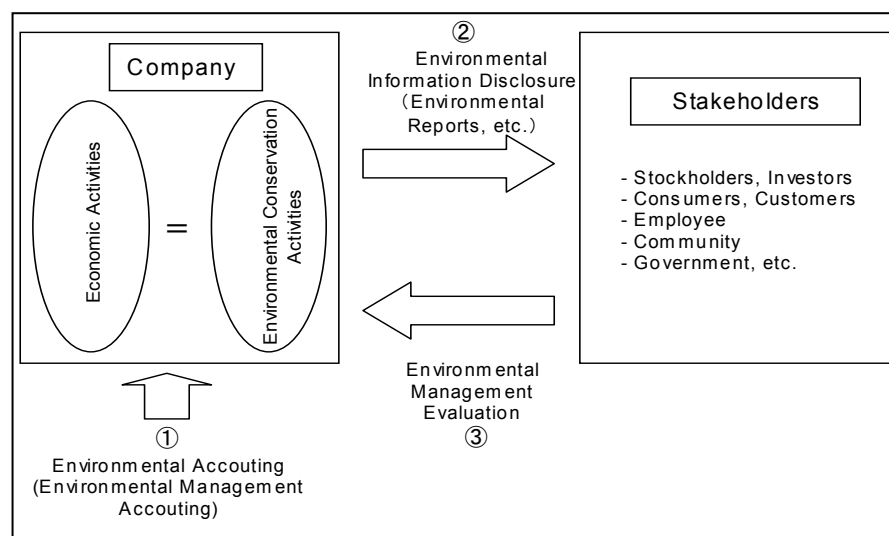 Company
Economic Activities
=
Environmental Conservation
Activities
②
Environmental
Information Disclosure
(Environmental
Reports, etc.)
Stakeholders
- Stockholders, Investors
- Consumers, Customers
- Employee
- Community
- Government, etc.
Environmental
Management
Evaluation
③
①
Environmental Accouting
(Environmental Management
Accouting)